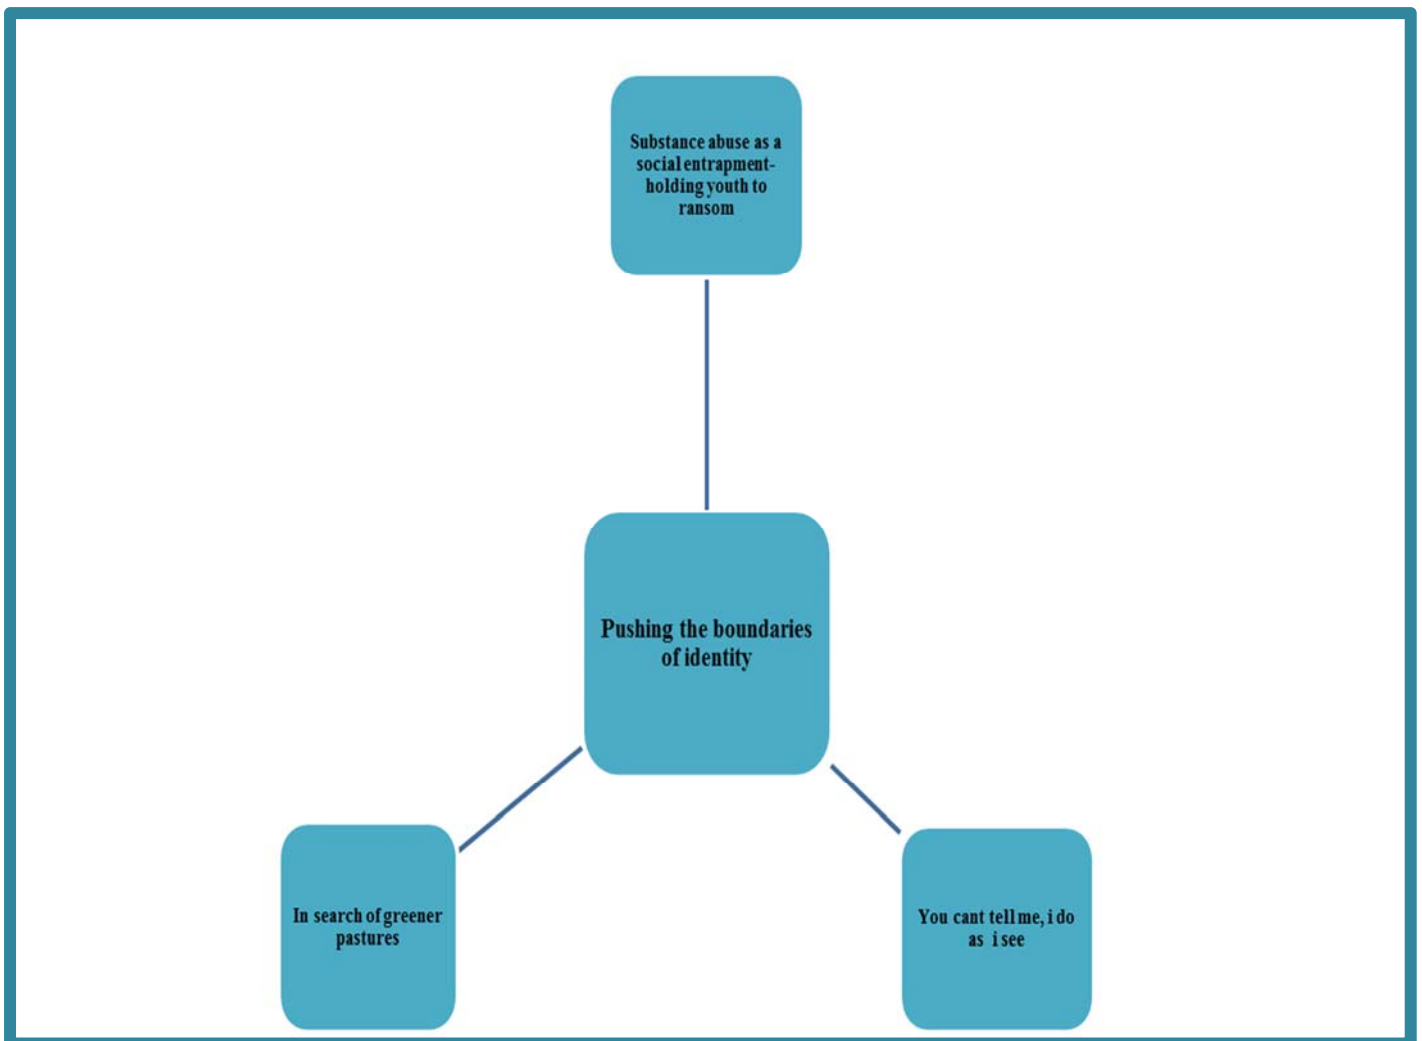 Substance abuse as a
social entrapment-
holding youth to
ransom
Pushing the boundaries
of identity
In search of greener
pastures
You cant tell me, i do
as i see